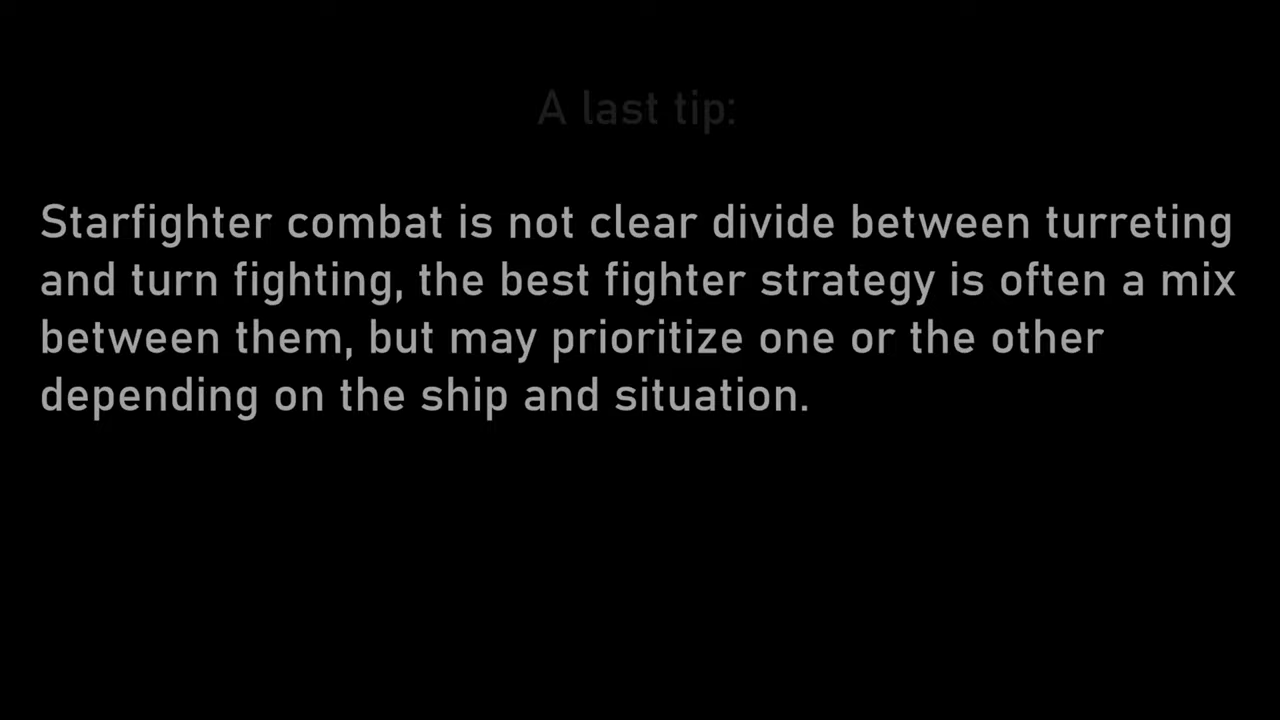 A last tip:
Starfighter combat is not clear divide between turreting
and turn fighting, the best fighter strategy is often a mix
between them, but may prioritize one or the other
depending on the ship and situation.